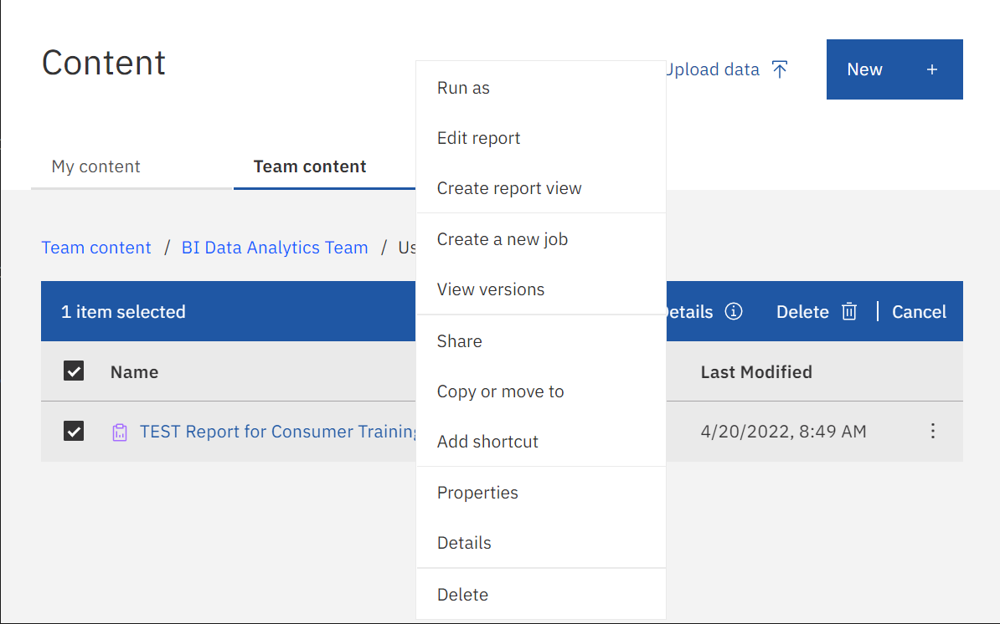 Content
Upload data
New +
My content
Team content
Team content / BI Data Analytics Team /
1 item selected
Details
Delete
Cancel
Name
Last Modified
TEST Report for Consumer Training
4/20/2022, 8:49 AM
Run as
Edit report
Create report view
Create a new job
View versions
Share
Copy or move to
Add shortcut
Properties
Details
Delete